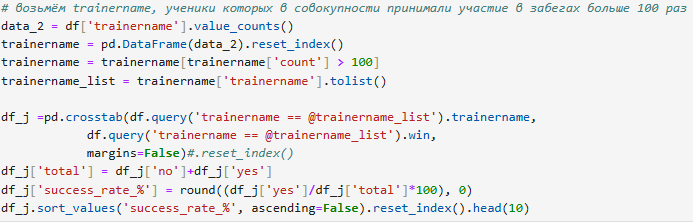 # возьмём trainername, ученики которых в совокупности принимали участие в забегах больше 100 раз
data_2 = df['trainername'].value_counts()
trainername = pd.DataFrame(data_2).reset_index()
trainername = trainername[trainername['count'] > 100]
trainername_list = trainername['trainername'].tolist()

df_j =pd.crosstab(df.query('trainername == @trainername_list').trainername,
            df.query('trainername == @trainername_list').win,
            margins=False)#.reset_index()
df_j['total'] = df_j['no']+df_j['yes']
df_j['success_rate_%'] = round((df_j['yes']/df_j['total']*100), 0)
df_j.sort_values('success_rate_%', ascending=False).reset_index().head(10)